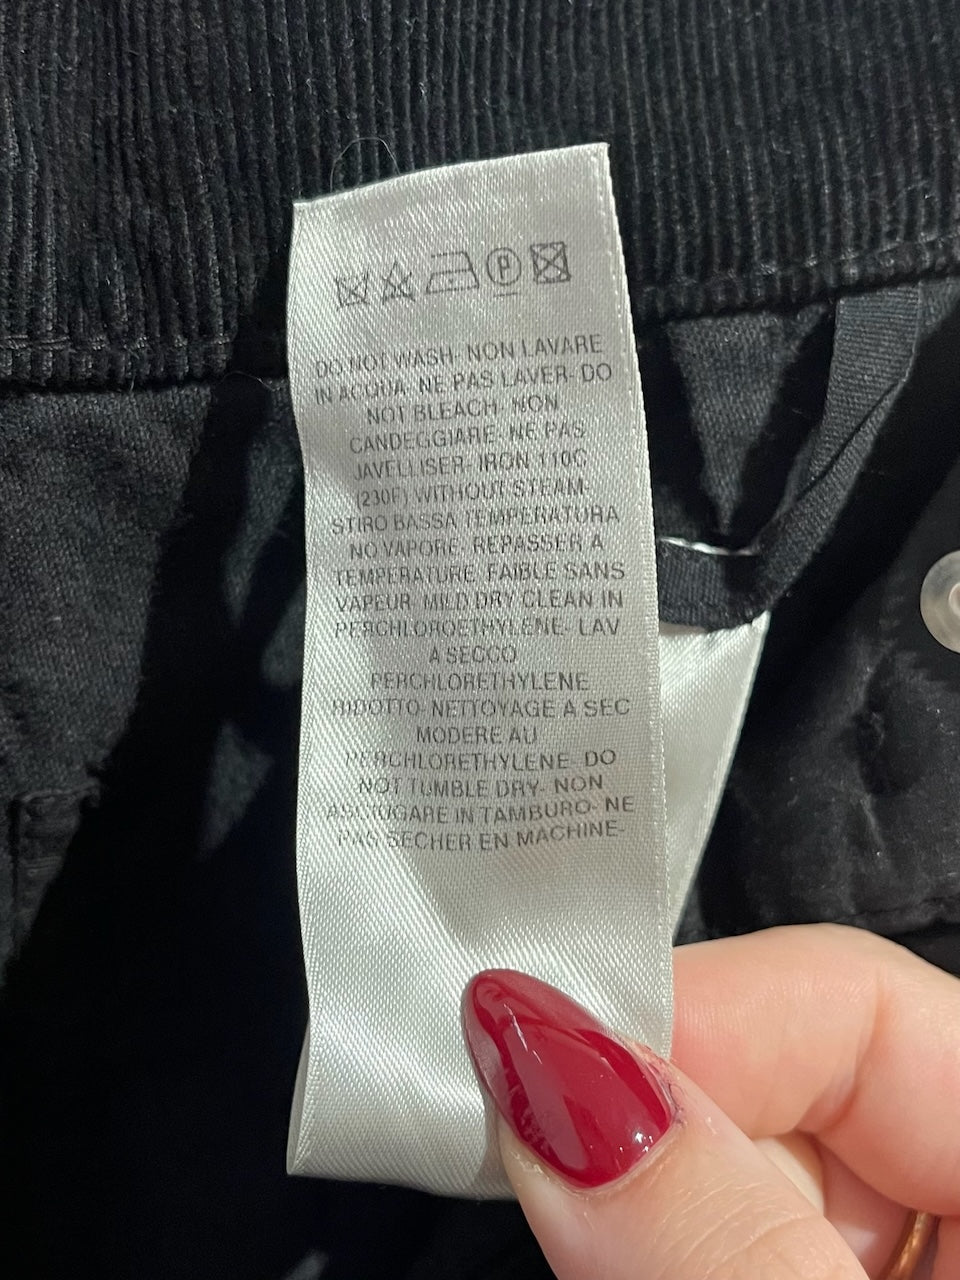 P
DO NOT WASH- NON LAVARE
IN ACQUA- NE PAS LAVER- DO
NOT BLEACH- NON
CANDEGGIARE- NE PAS
JAVELLISER- IRON 110C
(230F) WITHOUT STEAM-
STIRO BASSA TEMPERATURA
NO VAPORE- REPASSER A
TEMPERATURE FAIBLE SANS
VAPEUR- MILD DRY CLEAN IN
PERCHLOROETHYLENE- LAV
A SECCO
PERCHLORETHYLENE
RIDOTTO- NETTOYAGE A SEC
MODERE AU
PERCHLORETHYLENE- DO
NOT TUMBLE DRY- NON
ASCIUGARE IN TAMBURO- NE
PAS SECHER EN MACHINE-